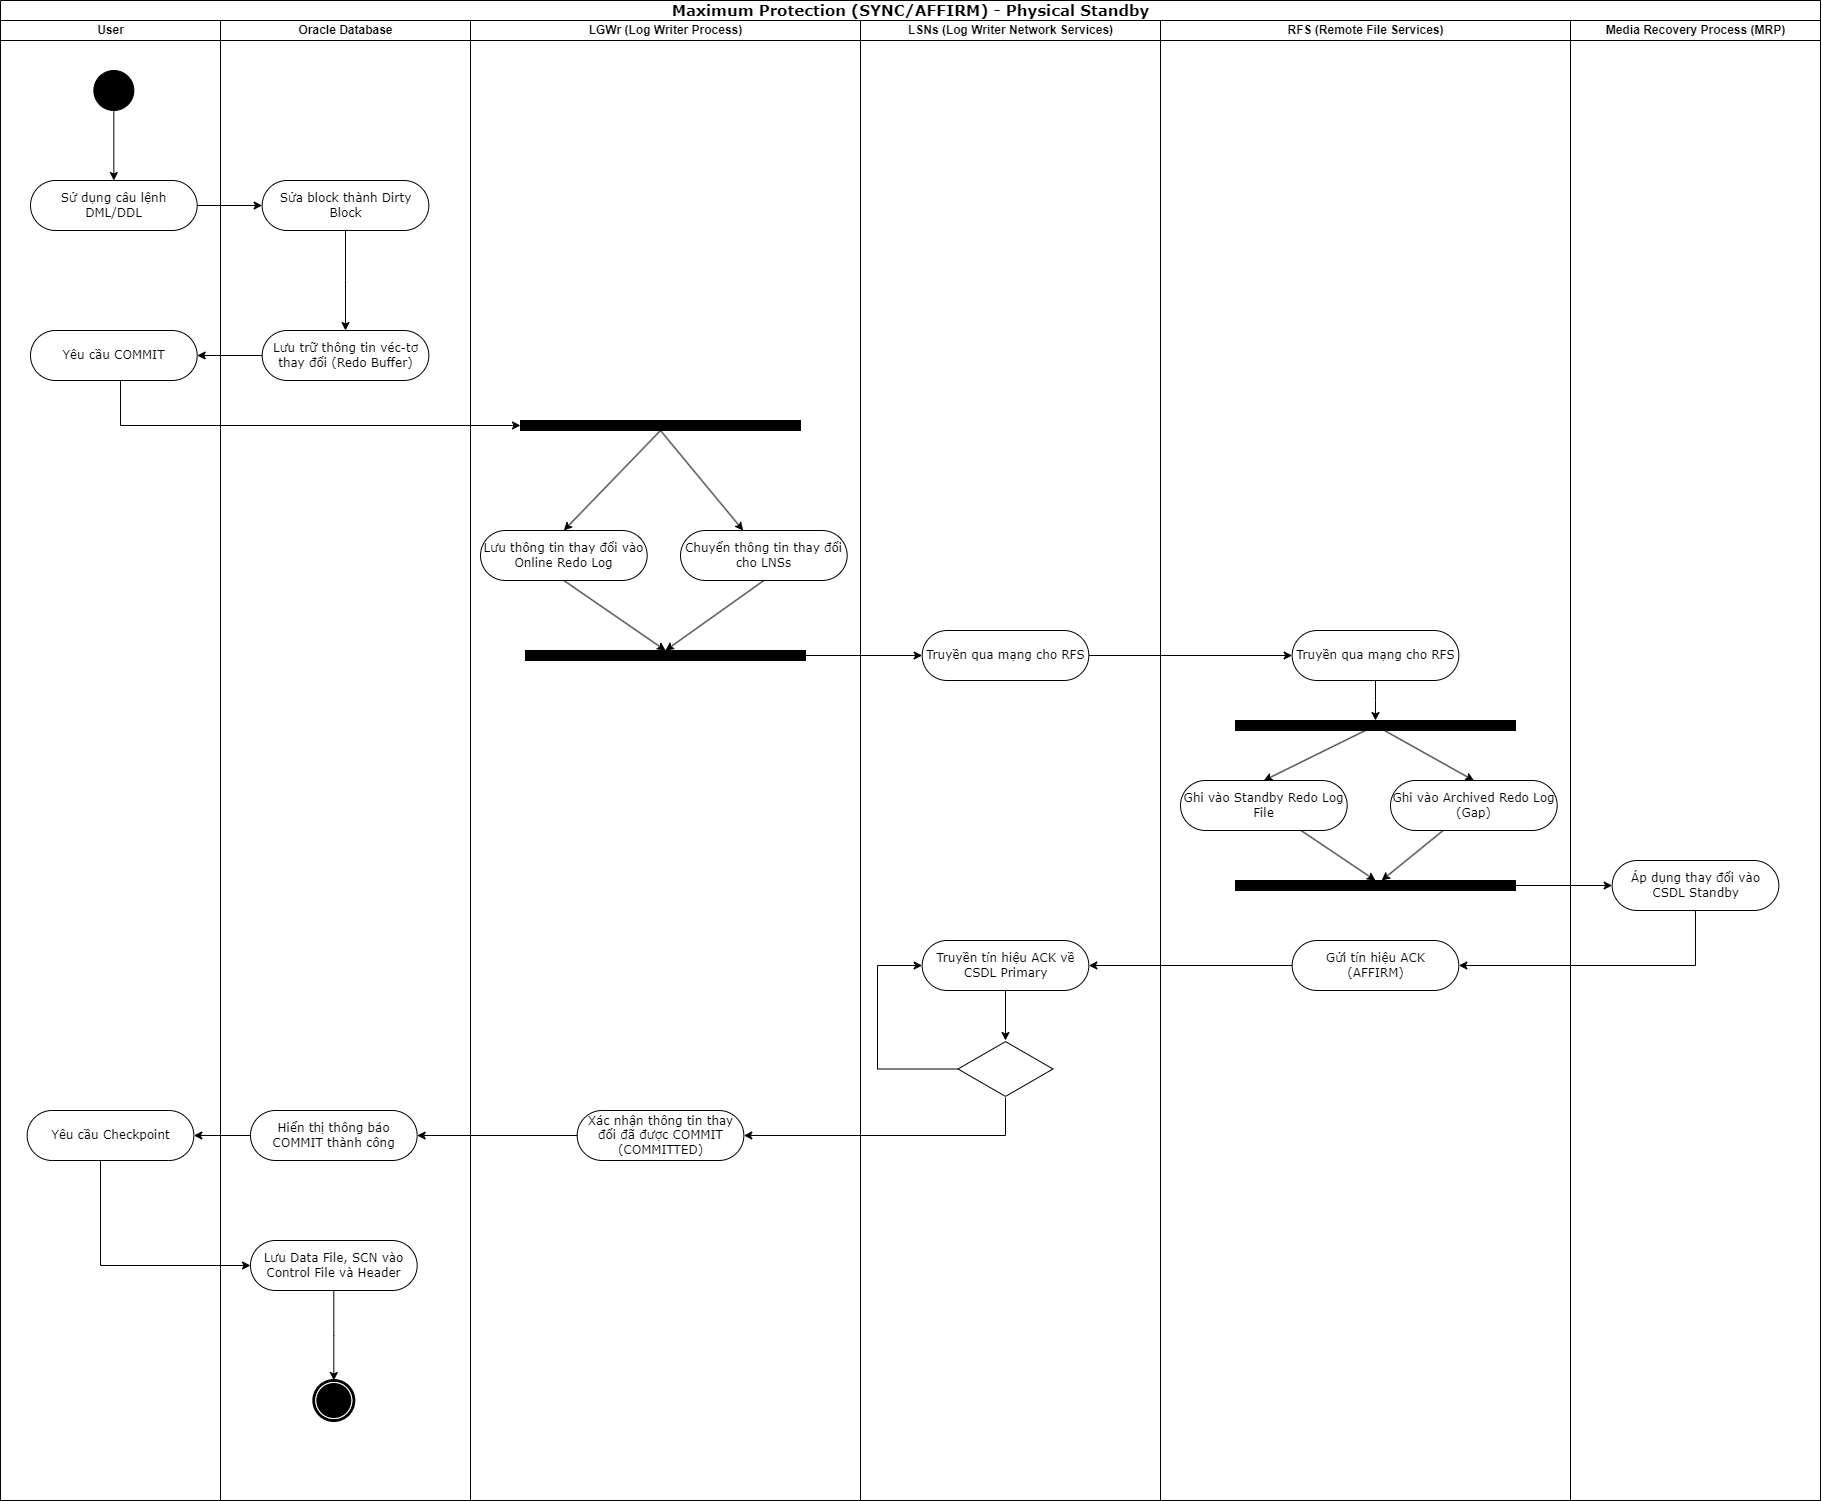 Maximum Protection (SYNC/AFFIRM) - Physical Standby
User
Oracle Database
LGWr (Log Writer Process)
LSNs (Log Writer Network Services)
RFS (Remote File Services)
Media Recovery Process (MRP)
Sử dụng câu lệnh
DML/DDL
Sửa block thành Dirty
Block
Yêu cầu COMMIT
Lưu trữ thông tin véc-tơ
thay đổi (Redo Buffer)
Lưu thông tin thay đổi vào
Online Redo Log
Chuyển thông tin thay đổi
cho LNSs
Truyền qua mạng cho RFS
Truyền qua mạng cho RFS
Ghi vào Standby Redo Log
File
Ghi vào Archived Redo Log
(Gap)
Áp dụng thay đổi vào
CSDL Standby
Truyền tín hiệu ACK về
CSDL Primary
Gửi tín hiệu ACK
(AFFIRM)
Yêu cầu Checkpoint
Hiển thị thông báo
COMMIT thành công
Xác nhận thông tin thay
đổi đã được COMMIT
(COMMITTED)
Lưu Data File, SCN vào
Control File và Header